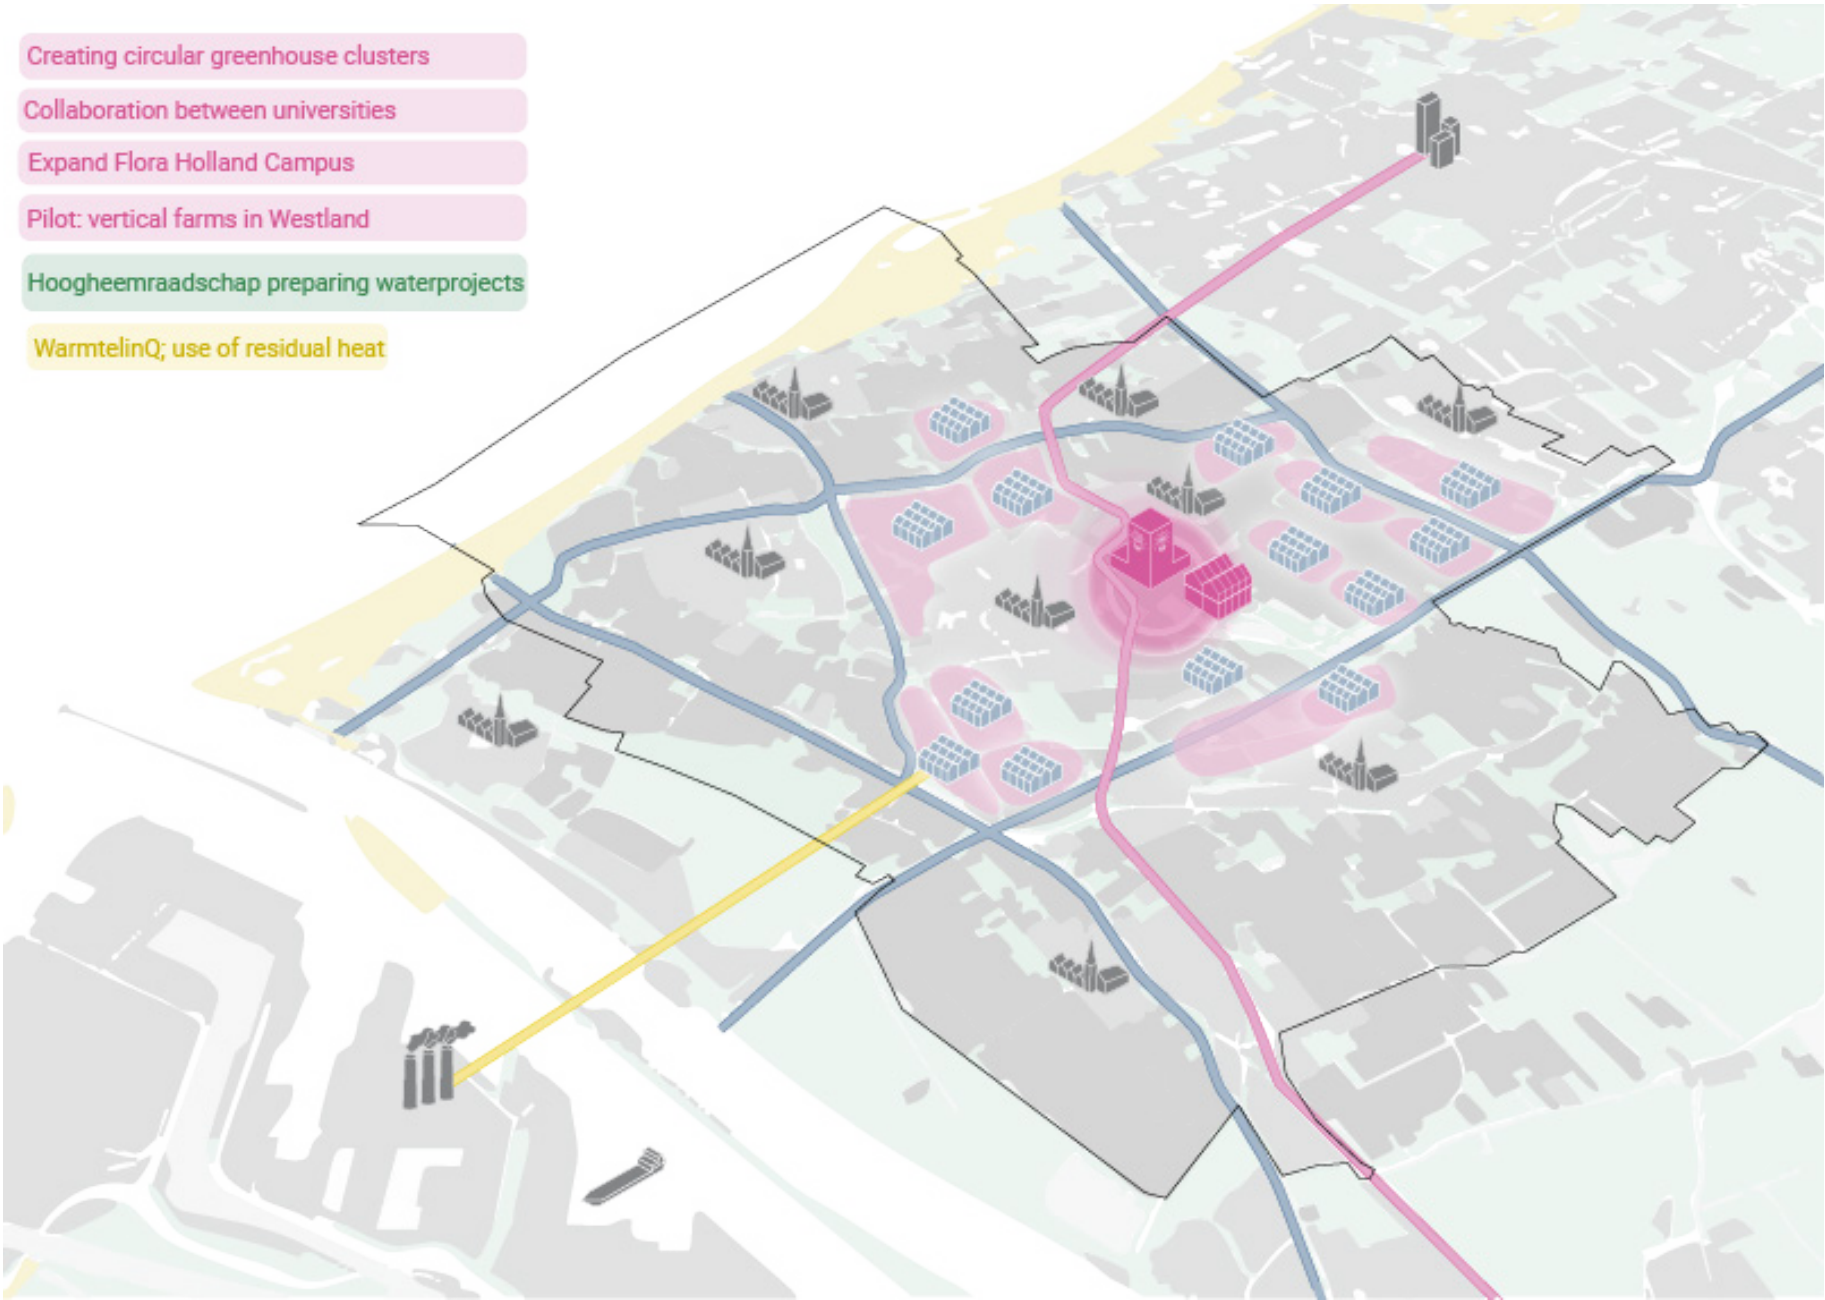 Creating circular greenhouse clusters
Collaboration between universities
Expand Flora Holland Campus
Pilot: vertical farms in Westland
Hoogheemraadschap preparing waterprojects
WarmtelinQ; use of residual heat